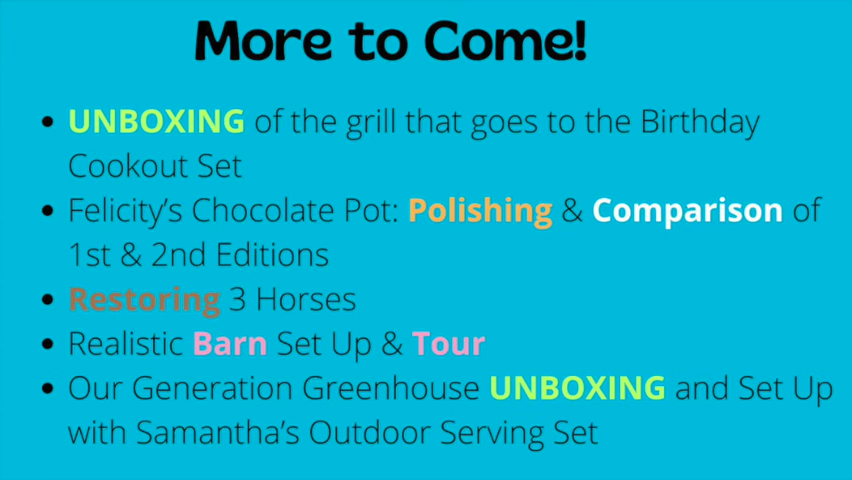 More to Come!
• UNBOXING of the grill that goes to the Birthday
Cookout Set
• Felicity's Chocolate Pot: Polishing & Comparison of
1st & 2nd Editions
• Restoring 3 Horses
• Realistic Barn Set Up & Tour
• Our Generation Greenhouse UNBOXING and Set Up
with Samantha's Outdoor Serving Set